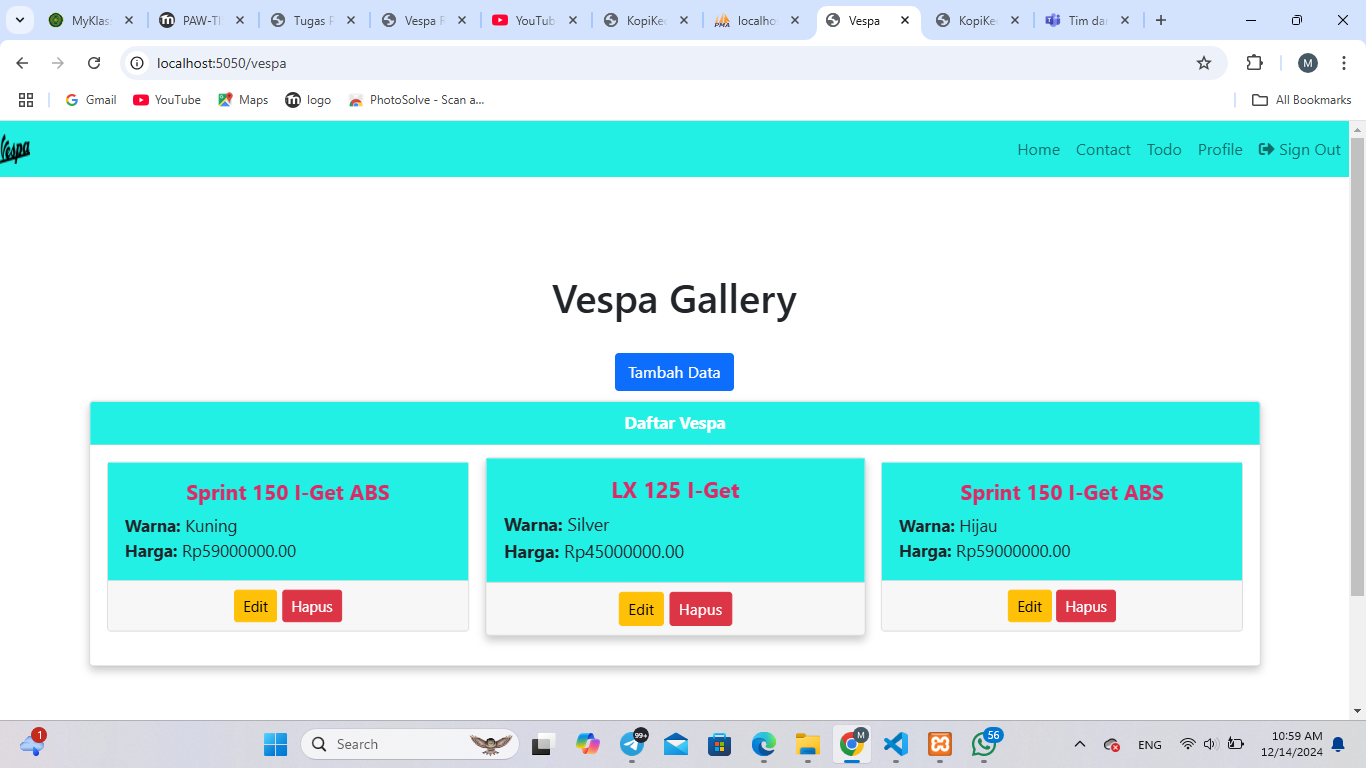 MyKlas
PAW-TI
Tugas P
Vespa R
YouTub
KopiKe
localho
Vespa
KopiKe
Tim da
localhost:5050/vespa
M
Gmail
YouTube
Maps
logo
PhotoSolve - Scan a...
All Bookmarks
Vespa
Home
Contact
Todo
Profile
Sign Out
Vespa Gallery
Tambah Data
Daftar Vespa
Sprint 150 I-Get ABS
Warna: Kuning
Harga: Rp59000000.00
Edit
Hapus
LX 125 I-Get
Warna: Silver
Harga: Rp45000000.00
Edit
Hapus
Sprint 150 I-Get ABS
Warna: Hijau
Harga: Rp59000000.00
Edit
Hapus
1
Search
99+
M
56
ENG
10:59 AM
12/14/2024